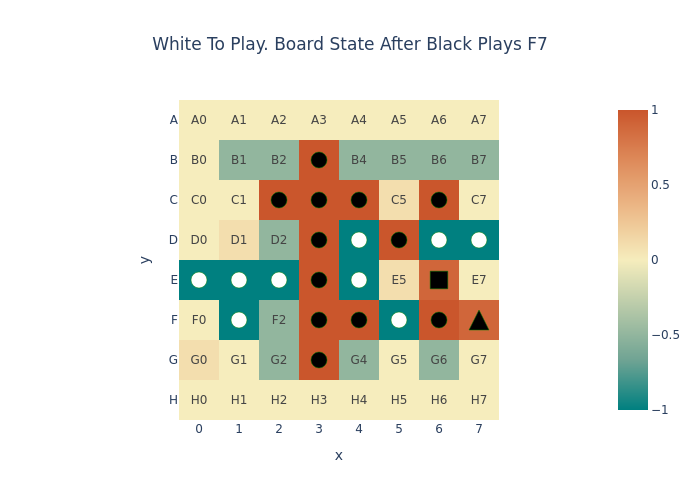 White To Play. Board State After Black Plays F7
A A0 A1 A2 A3 A4 A5 A6 A7
B B0 B1 B2 B4 B5 B6 B7
C C0 C1 C5 C7
D D0 D1 D2
E E5 E7
F F0 F2
G G0 G1 G2 G4 G5 G6 G7
H H0 H1 H2 H3 H4 H5 H6 H7
0 1 2 3 4 5 6 7
x
y
1
0.5
0
−0.5
−1